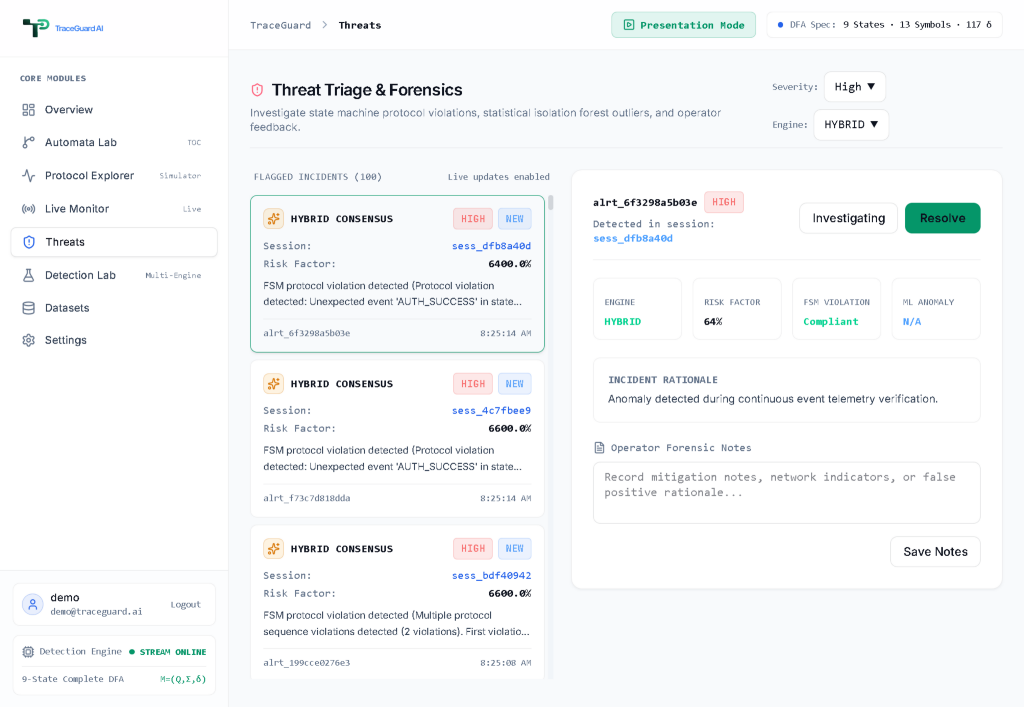 TraceGuard AI
TraceGuard > Threats
Presentation Mode
DFA Spec: 9 States · 13 Symbols · 117 δ
CORE MODULES
Overview
Automata Lab TOC
Protocol Explorer Simulator
Live Monitor Live
Threats
Detection Lab Multi-Engine
Datasets
Settings
demo
demo@traceguard.ai
Logout
Detection Engine STREAM ONLINE
9-State Complete DFA M=(Q,Σ,δ)
Threat Triage & Forensics
Investigate state machine protocol violations, statistical isolation forest outliers, and operator
feedback.
Severity: High ▼
Engine: HYBRID ▼
FLAGGED INCIDENTS (100) Live updates enabled
HYBRID CONSENSUS HIGH NEW
Session: sess_dfb8a40d
Risk Factor: 6400.0%
FSM protocol violation detected (Protocol violation
detected: Unexpected event 'AUTH_SUCCESS' in state...
alrt_6f3298a5b03e 8:25:14 AM
HYBRID CONSENSUS HIGH NEW
Session: sess_4c7fbee9
Risk Factor: 6600.0%
FSM protocol violation detected (Protocol violation
detected: Unexpected event 'AUTH_SUCCESS' in state...
alrt_f73c7d818dda 8:25:14 AM
HYBRID CONSENSUS HIGH NEW
Session: sess_bdf40942
Risk Factor: 6600.0%
FSM protocol violation detected (Multiple protocol
sequence violations detected (2 violations). First violatio...
alrt_199cce0276e3 8:25:08 AM
alrt_6f3298a5b03e HIGH
Detected in session:
sess_dfb8a40d
Investigating
Resolve
ENGINE
HYBRID
RISK FACTOR
64%
FSM VIOLATION
Compliant
ML ANOMALY
N/A
INCIDENT RATIONALE
Anomaly detected during continuous event telemetry verification.
Operator Forensic Notes
Record mitigation notes, network indicators, or false
positive rationale...
Save Notes